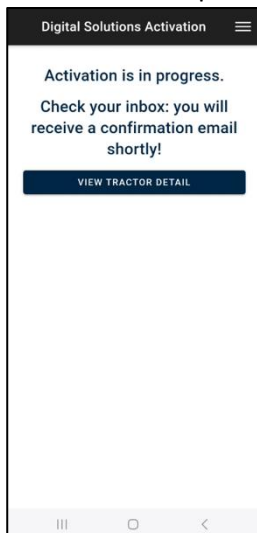 Digital Solutions Activation
Activation is in progress.
Check your inbox: you will
receive a confirmation email
shortly!
VIEW TRACTOR DETAIL